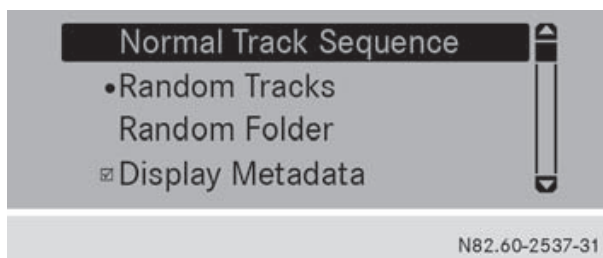 Normal Track Sequence
•Random Tracks
Random Folder
☑Display Metadata
N82.60-2537-31